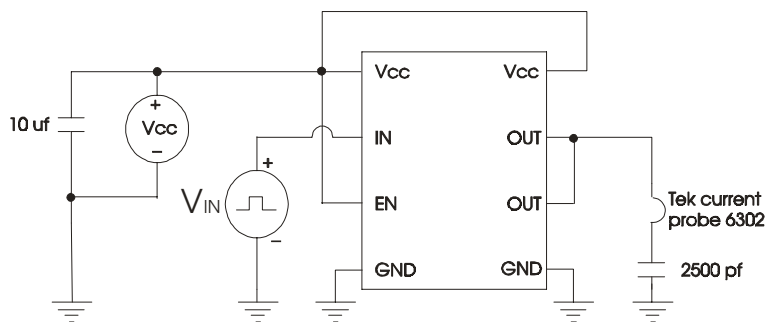 Vcc
Vcc
10 uf
+
Vcc
-
IN
OUT
+
VIN
-
EN
OUT
Tek current
probe 6302
GND
GND
2500 pf